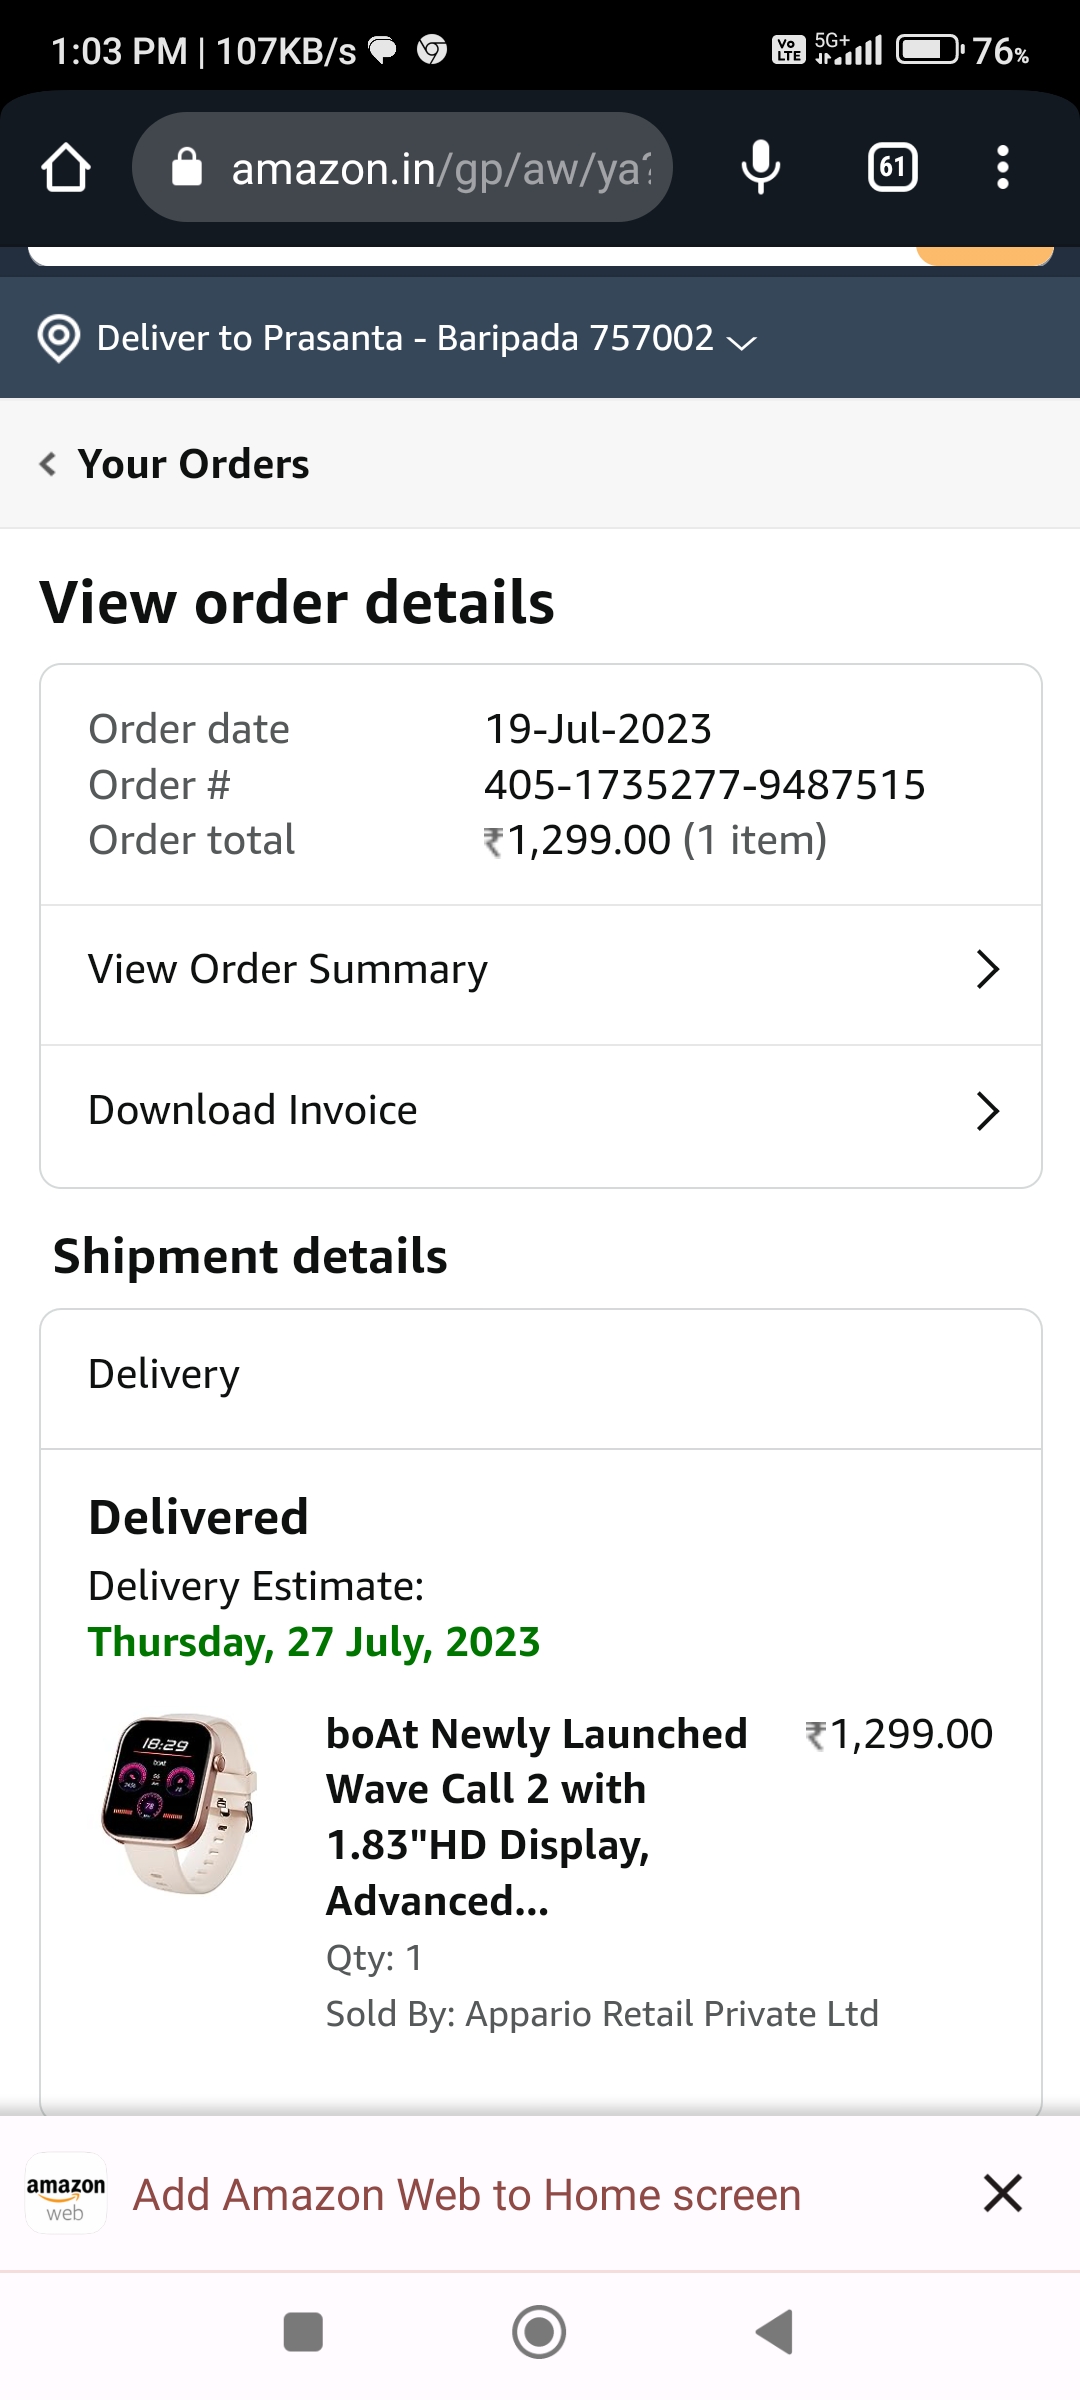 1:03 PM | 107KB/s
Vo LTE 5G+ 76%
amazon.in/gp/aw/ya?
61
Deliver to Prasanta - Baripada 757002
Your Orders
View order details
Order date 19-Jul-2023
Order # 405-1735277-9487515
Order total ₹1,299.00 (1 item)
View Order Summary
Download Invoice
Shipment details
Delivery
Delivered
Delivery Estimate:
Thursday, 27 July, 2023
18:29
boAt Newly Launched ₹1,299.00
Wave Call 2 with
1.83"HD Display,
Advanced...
Qty: 1
Sold By: Appario Retail Private Ltd
amazon
web
Add Amazon Web to Home screen